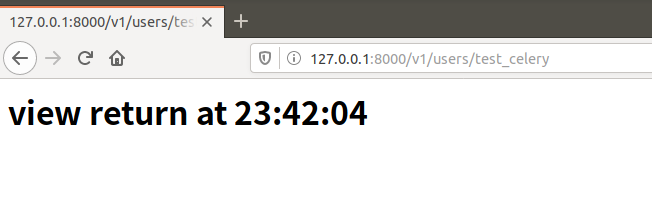 127.0.0.1:8000/v1/users/tes
127.0.0.1:8000/v1/users/test_celery
view return at 23:42:04